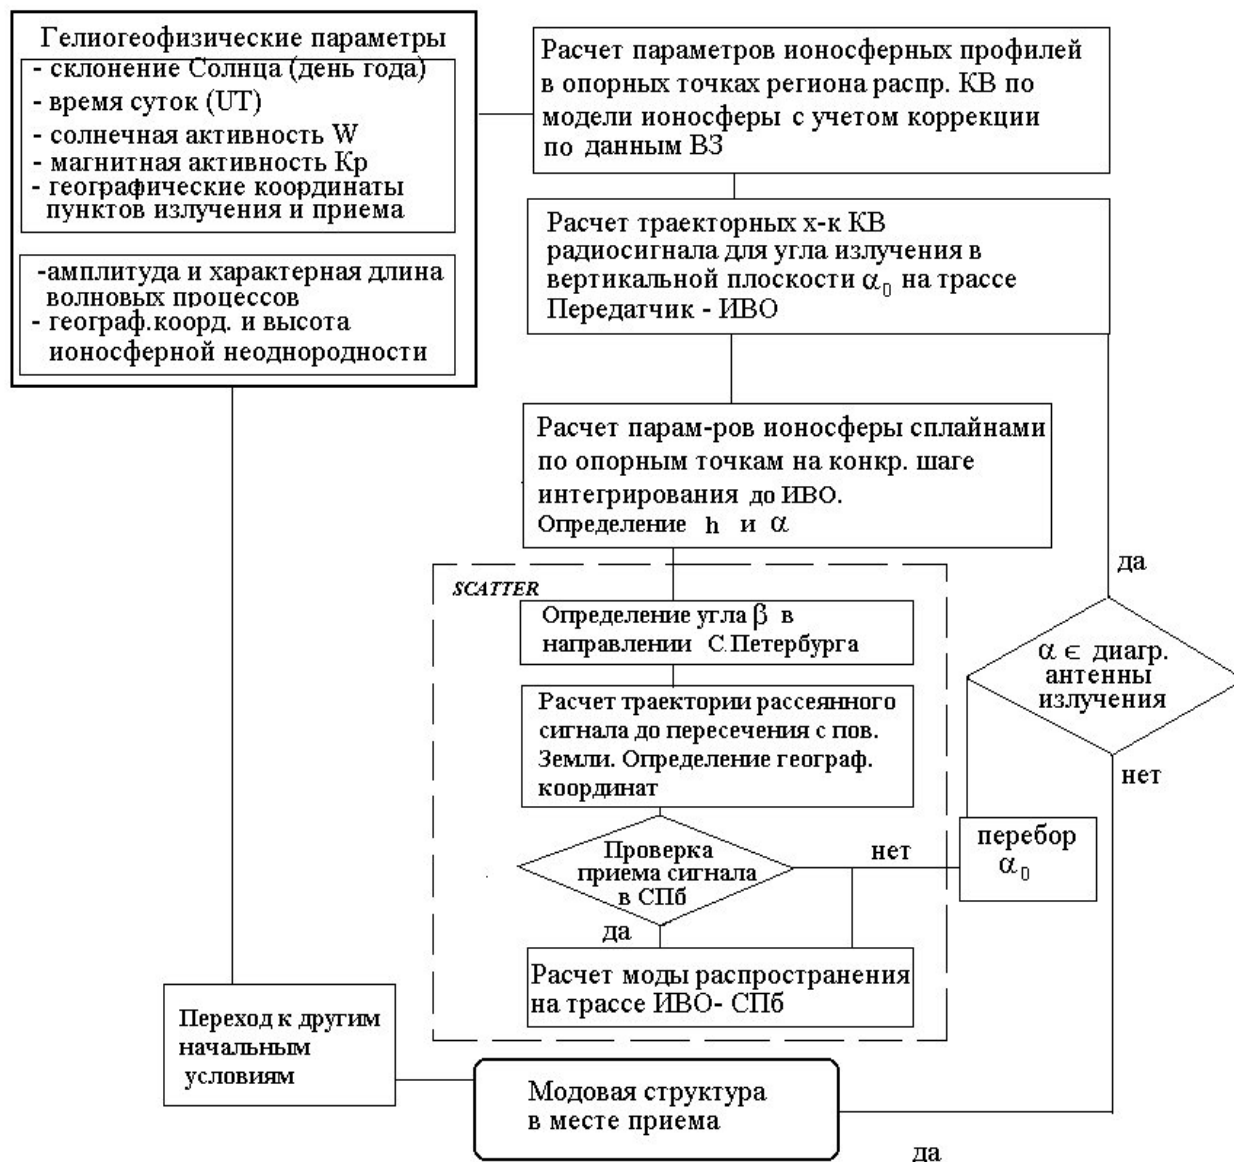 Гелиогеофизические параметры
- склонение Солнца (день года)
- время суток (UT)
- солнечная активность W
- магнитная активность Кр
- географические координаты
пунктов излучения и приема
-амплитуда и характерная длина
волновых процессов
- географ.коорд. и высота
ионосферной неоднородности
Расчет параметров ионосферных профилей
в опорных точках региона распр. КВ по
модели ионосферы с учетом коррекции
по данным ВЗ
Расчет траекторных х-к КВ
радиосигнала для угла излучения в
вертикальной плоскости α₀ на трассе
Передатчик - ИВО
Расчет парам-ров ионосферы сплайнами
по опорным точкам на конкр. шаге
интегрирования до ИВО.
Определение h и α
SCATTER
Определение угла β в
направлении С.Петербурга
Расчет траектории рассеянного
сигнала до пересечения с пов.
Земли. Определение географ.
координат
Проверка
приема сигнала
в СПб
нет
да
Расчет моды распространения
на трассе ИВО- СПб
да
α ∈ диагр.
антенны
излучения
нет
перебор
α₀
Переход к другим
начальным
условиям
Модовая структура
в месте приема
да